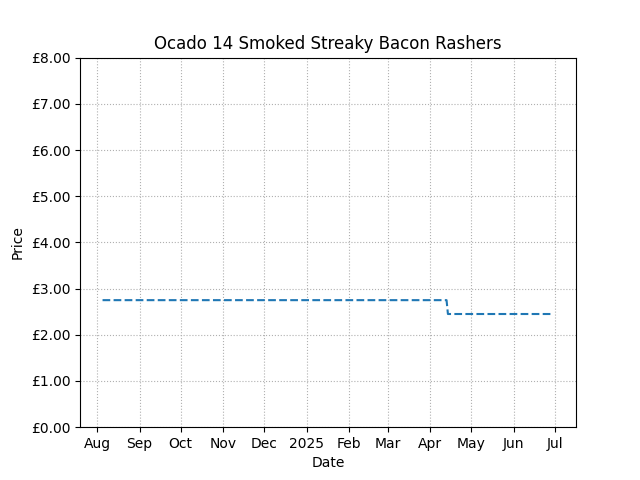 Ocado 14 Smoked Streaky Bacon Rashers
£8.00
£7.00
£6.00
£5.00
£4.00
£3.00
£2.00
£1.00
£0.00
Price
Aug Sep Oct Nov Dec 2025 Feb Mar Apr May Jun Jul
Date